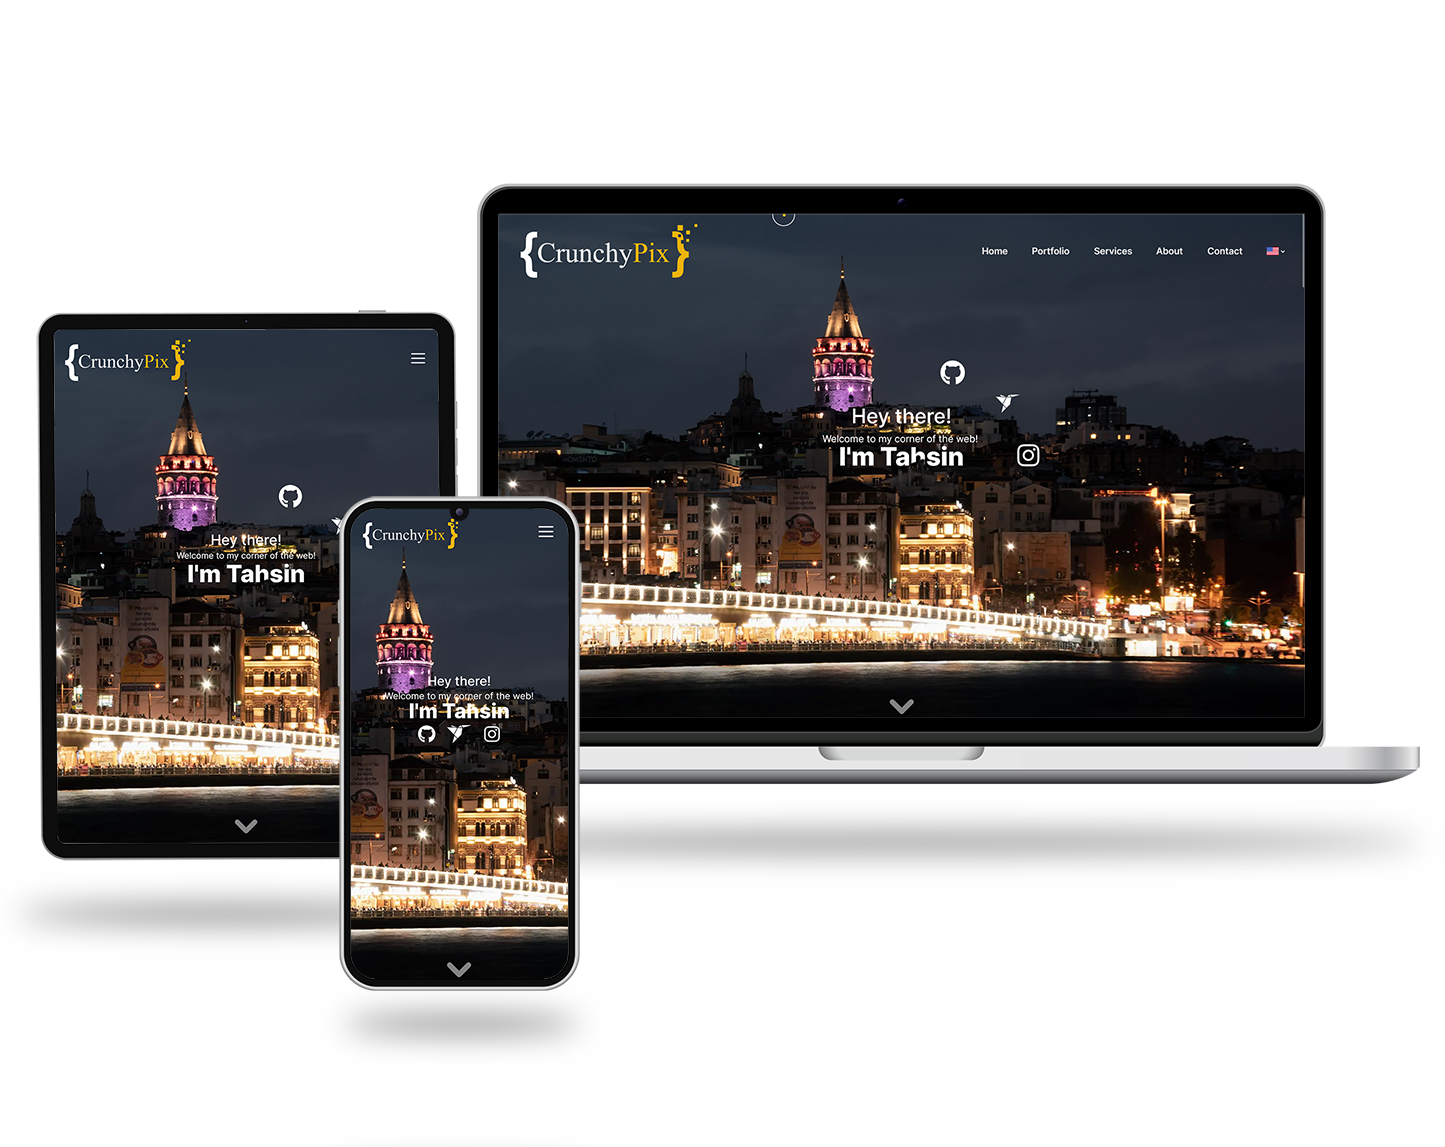 {CrunchyPix}
Home Portfolio Services About Contact
Hey there!
Welcome to my corner of the web!
I'm Tahsin
{CrunchyPix}
Hey there!
Welcome to my corner of the web!
I'm Tahsin
{CrunchyPix}
Hey there!
Welcome to my corner of the web!
I'm Tahsin